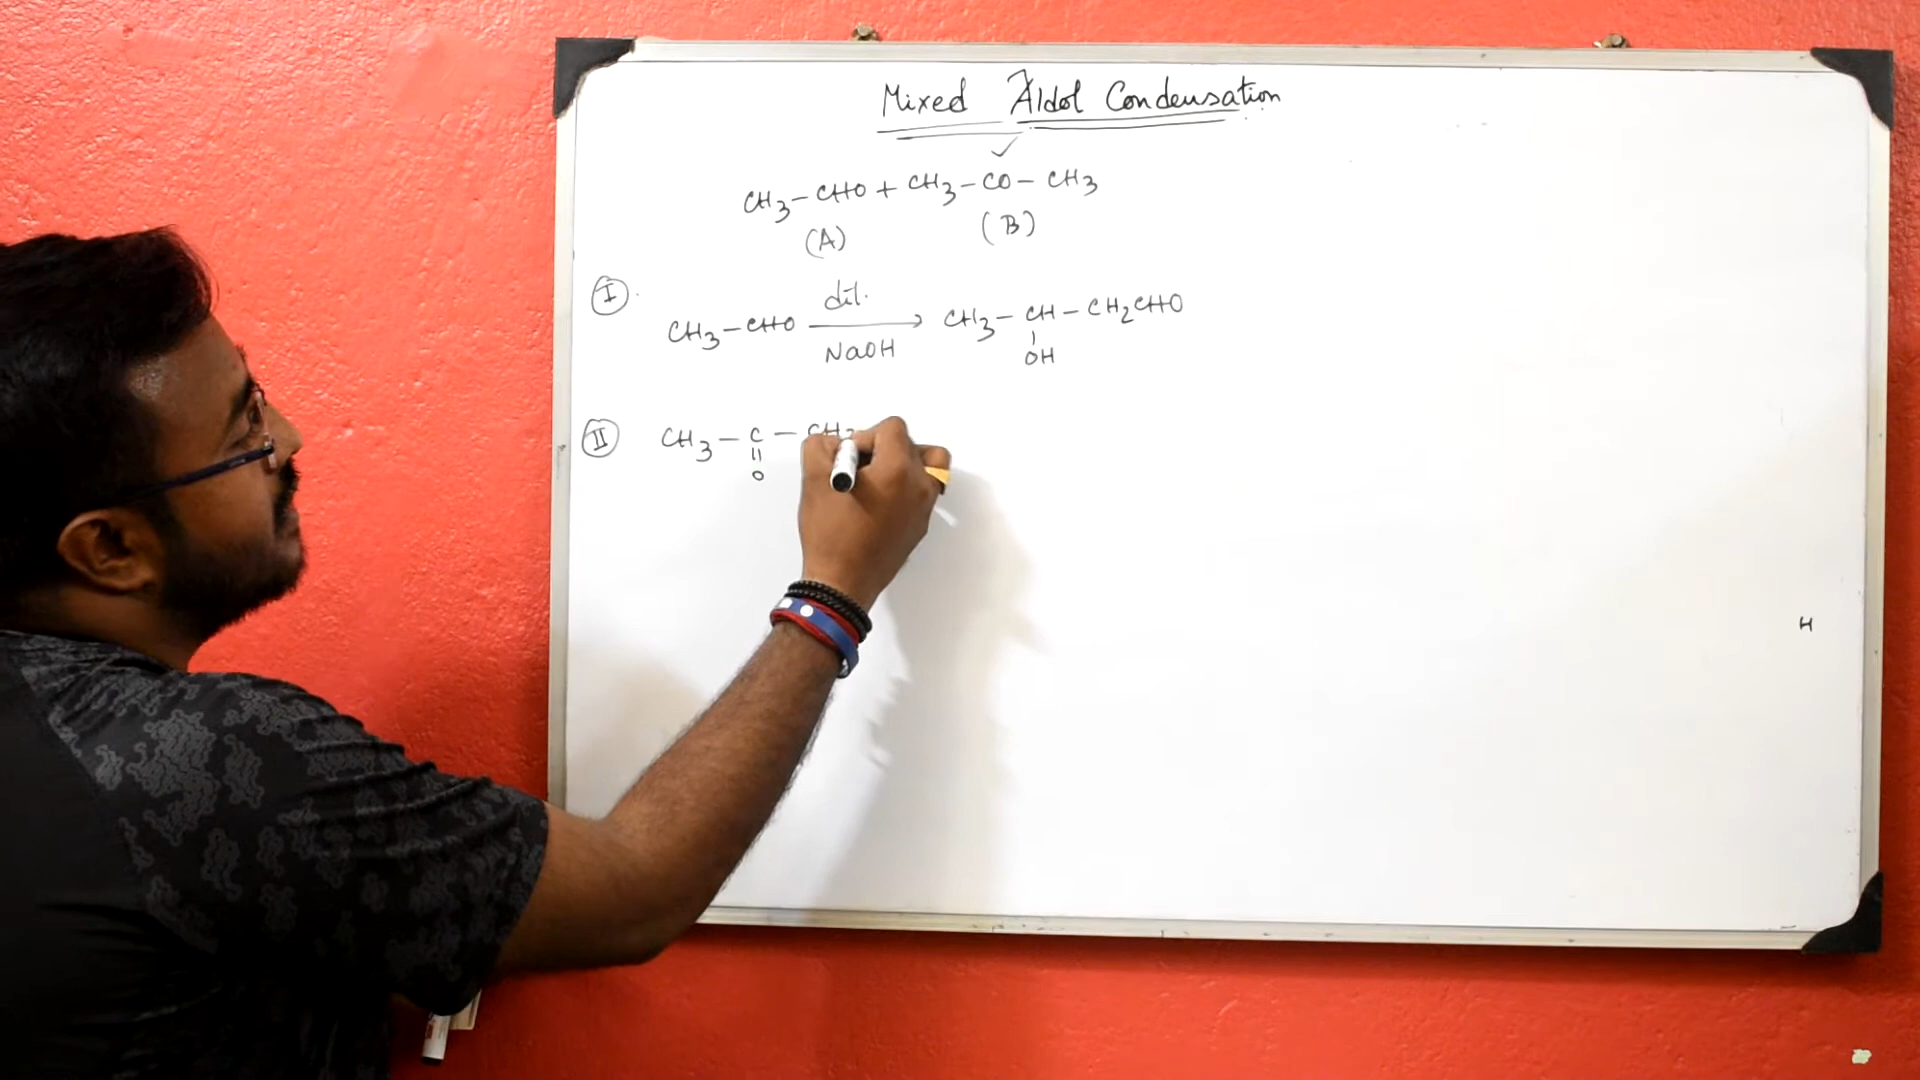 Mixed Aldol Condensation
CH3–CHO + CH3–CO–CH3
(A) (B)
I
dil.
CH3–CHO → CH3–CH–CH2CHO
NaOH OH
II CH3–C–CH3
O
H